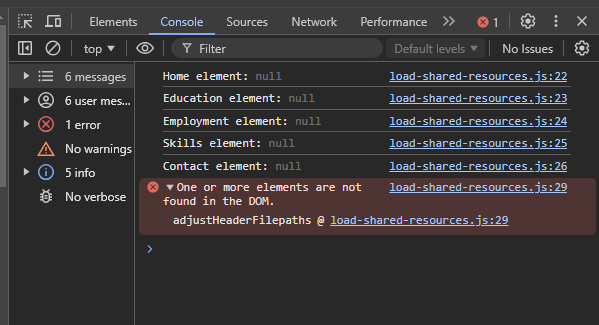 Elements Console Sources Network Performance >> 1
top Filter Default levels No Issues
6 messages
6 user mes...
1 error
No warnings
5 info
No verbose
Home element: null load-shared-resources.js:22
Education element: null load-shared-resources.js:23
Employment element: null load-shared-resources.js:24
Skills element: null load-shared-resources.js:25
Contact element: null load-shared-resources.js:26
One or more elements are not load-shared-resources.js:29
found in the DOM.
adjustHeaderFilepaths @ load-shared-resources.js:29